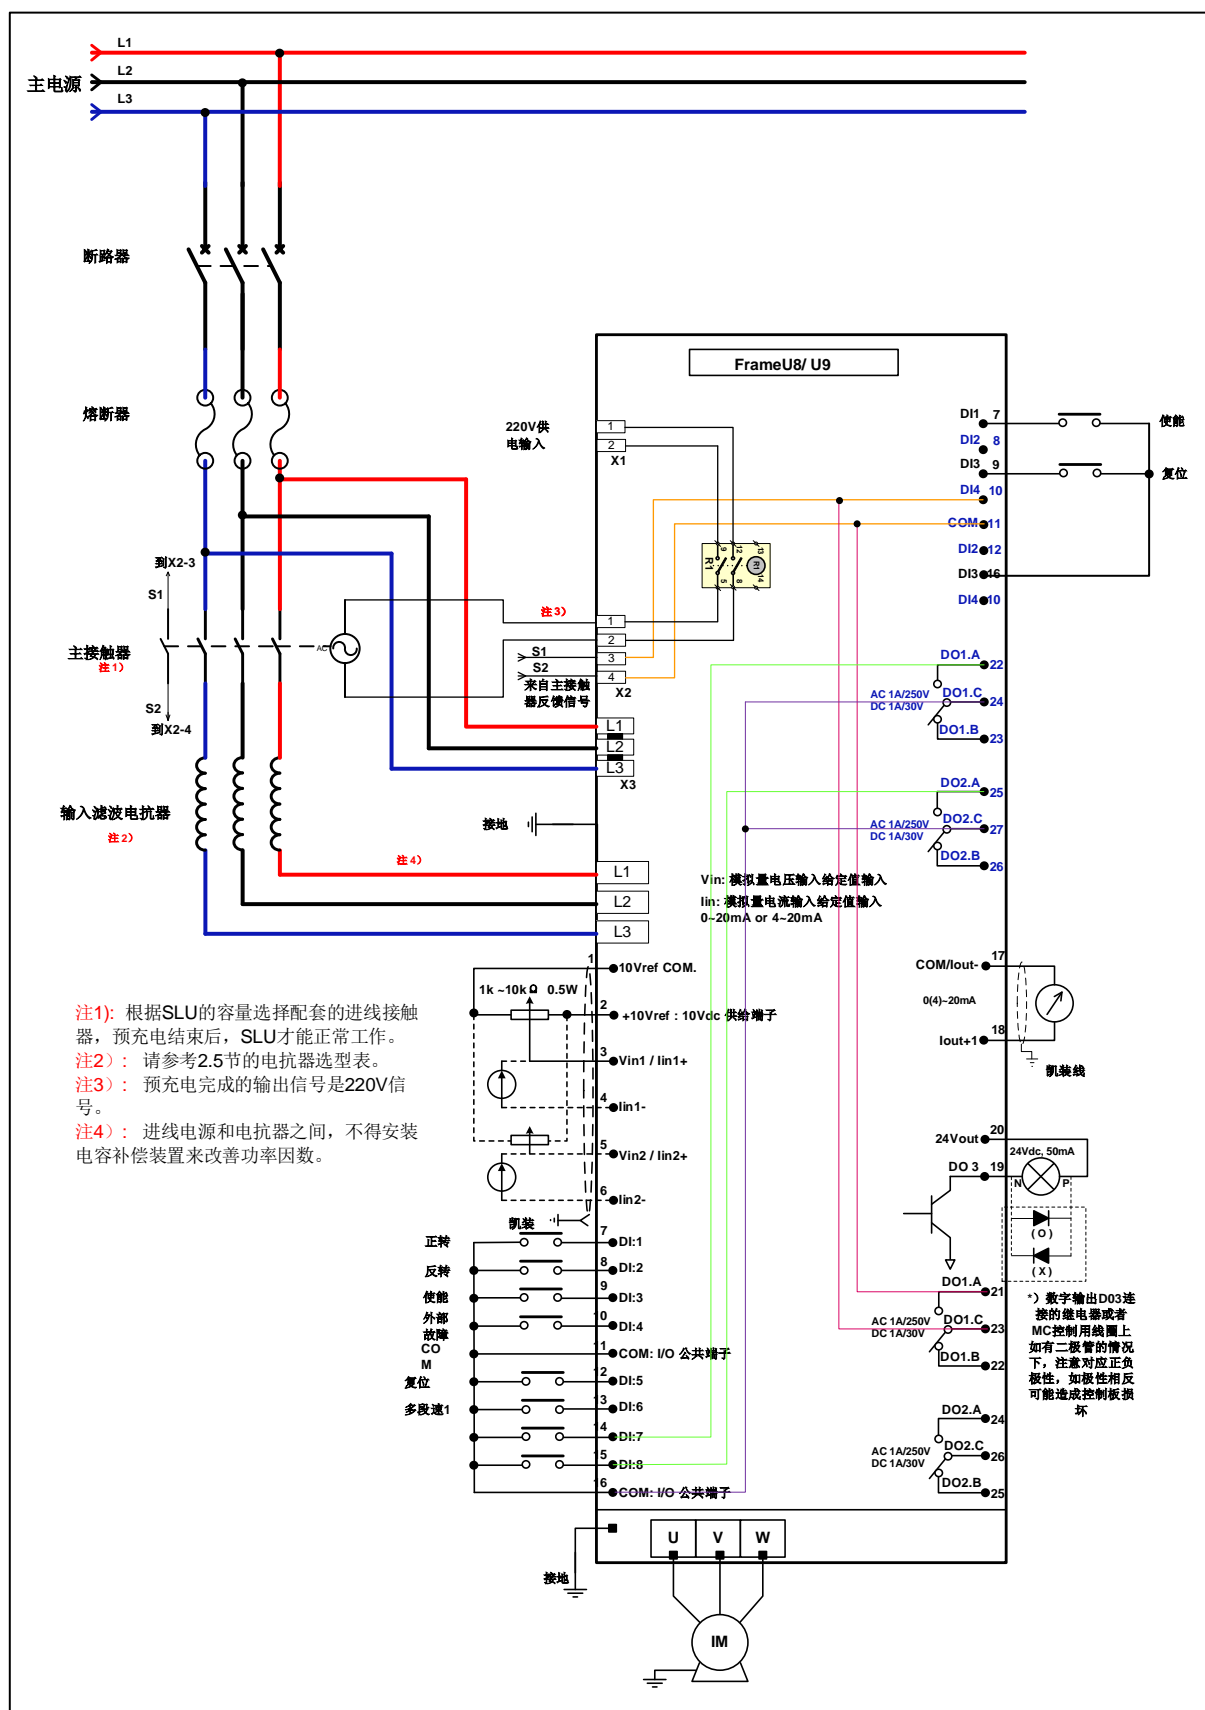 L1
主电源
L2
L3
断路器
熔断器
到X2-3
S1
主接触器
注1）
S2
到X2-4
AC
输入滤波电抗器
注2）
FrameU8/ U9
220V供
电输入
1
2
X1
R1
9
12
13
5
8
14
R1
注3）
1
2
3
4
X2
S1
S2
来自主接触
器反馈信号
L1
L2
L3
X3
接地
注4）
L1
L2
L3
Vin: 模拟量电压输入给定值输入
Iin: 模拟量电流输入给定值输入
0~20mA or 4~20mA
DI1 7
DI2 8
DI3 9
DI4 10
COM 11
DI2 12
DI3 16
DI4 10
使能
复位
DO1.A
22
AC 1A/250V
DC 1A/30V
DO1.C
24
DO1.B
23
DO2.A
25
AC 1A/250V
DC 1A/30V
DO2.C
27
DO2.B
26
COM/Iout-
17
0(4)~20mA
18
Iout+1
凯装线
20
24Vout
24Vdc, 50mA
DO 3
19
N
P
( O )
( X )
DO1.A
21
AC 1A/250V
DC 1A/30V
DO1.C
23
DO1.B
22
*）数字输出D03连
接的继电器或者
MC控制用线圈上
如有二极管的情况
下，注意对应正负
极性，如极性相反
可能造成控制板损
坏
DO2.A
24
AC 1A/250V
DC 1A/30V
DO2.C
26
DO2.B
25
1
10Vref COM.
1k ~10k Ω 0.5W
2
+10Vref : 10Vdc 供给端子
3
Vin1 / Iin1+
4
Iin1-
5
Vin2 / Iin2+
6
Iin2-
凯装
正转
7
DI:1
反转
8
DI:2
使能
9
DI:3
外部
故障
10
DI:4
CO
M
11
COM: I/O 公共端子
复位
12
DI:5
多段速1
13
DI:6
14
DI:7
15
DI:8
16
COM: I/O 公共端子
注1): 根据SLU的容量选择配套的进线接触
器，预充电结束后，SLU才能正常工作。
注2）: 请参考2.5节的电抗器选型表。
注3）: 预充电完成的输出信号是220V信
号。
注4）: 进线电源和电抗器之间，不得安装
电容补偿装置来改善功率因数。
U
V
W
接地
IM